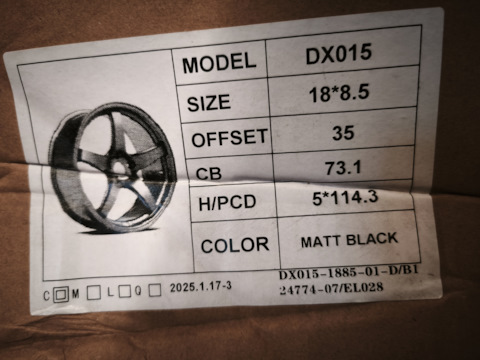 MODEL DX015
SIZE 18*8.5
OFFSET 35
CB 73.1
H/PCD 5*114.3
COLOR MATT BLACK
C M L Q 2025.1.17-3
DX015-1885-01-D/B1
24774-07/EL028